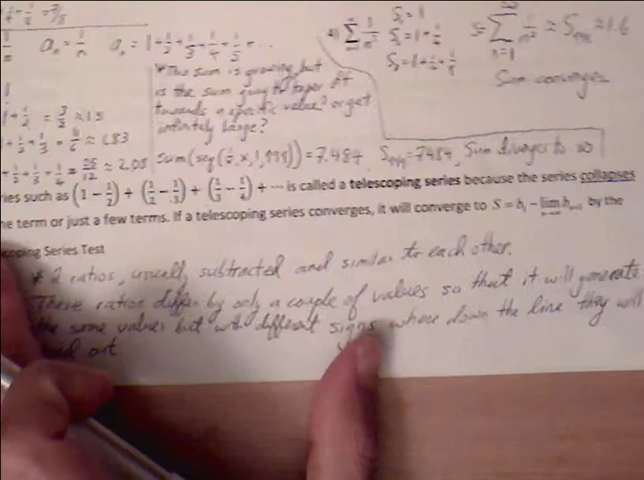 a_n = 1/n   a_n = 1 + 1/2 + 1/3 + 1/4 + 1/5 + ...
* This sum is growing but
is the sum going to taper off
towards a specific value? or get
infinitely large?
1 + 1/2 = 3/2 ≈ 1.5
+ 1/2 + 1/3 = ≈ 1.83
+ 1/2 + 1/3 + 1/4 = 25/12 ≈ 2.08
∑ 1/n²   S₁ = 1
S₂ = 1 + 1/4
S₃ = 1 + 1/4 + 1/9
S = ∑ n=1 ∞ 1/n² ≈ ≈ 1.6
Sum converges
sum(seq(1/x, x, 1, 999)) = 7.484   S₉₉₉ = 7.484, Sum diverges to ∞
ries such as (1 − 1/2) + (1/2 − 1/3) + (1/3 − 1/4) + ⋯ is called a telescoping series because the series collapses
ne term or just a few terms. If a telescoping series converges, it will converge to S = b₁ − lim bₙ₊₁ by the
scoping Series Test
* 2 ratios, usually subtracted and similar to each other.
These ratios differ by only a couple of values so that it will generate
the same values but with different signs where down the line they will
out.